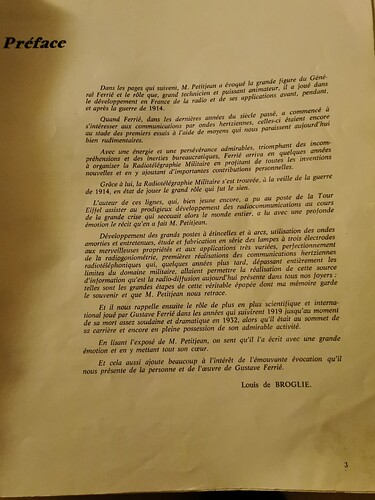 Préface
Dans les pages qui suivent, M. Petitjean a évoqué la grande figure du Géné-
ral Ferrié et le rôle que, grand technicien et puissant animateur, il a joué dans
le développement en France de la radio et de ses applications avant, pendant,
et après la guerre de 1914.
Quand Ferrié, dans les dernières années du siècle passé, a commencé à
s'intéresser aux communications par ondes hertziennes, celles-ci étaient encore
au stade des premiers essais à l'aide de moyens qui nous paraissent aujourd'hui
bien rudimentaires.
Avec une énergie et une persévérance admirables, triomphant des incom-
préhensions et des inerties bureaucratiques, Ferrié arriva en quelques années
à organiser la Radiotélégraphie Militaire en profitant de toutes les inventions
nouvelles et en y ajoutant d'importantes contributions personnelles.
Grâce à lui, la Radiotélégraphie Militaire s'est trouvée, à la veille de la guerre
de 1914, en état de jouer le grand rôle qui fut le sien.
L'auteur de ces lignes, qui, bien jeune encore, a pu au poste de la Tour
Eiffel assister au prodigieux développement des radiocommunications au cours
de la grande crise qui secouait alors le monde entier, a lu avec une profonde
émotion le récit qu'en a fait M. Petitjean.
Développement des grands postes à étincelles et à arcs, utilisation des ondes
amorties et entretenues, étude et fabrication en série des lampes à trois électrodes
aux merveilleuses propriétés et aux applications très variées, perfectionnement
de la radiogoniométrie, premières réalisations des communications hertziennes
radiotéléphoniques qui, quelques années plus tard, dépassant entièrement les
limites du domaine militaire, allaient permettre la réalisation de cette source
d'information qu'est la radio-diffusion aujourd'hui présente dans tous nos foyers :
telles sont les grandes étapes de cette véritable épopée dont ma mémoire garde
le souvenir et que M. Petitjean nous retrace.
Et il nous rappelle ensuite le rôle de plus en plus scientifique et interna-
tional joué par Gustave Ferrié dans les années qui suivirent 1919 jusqu'au moment
de sa mort assez soudaine et dramatique en 1932, alors qu'il était au sommet de
sa carrière et encore en pleine possession de son admirable activité.
En lisant l'exposé de M. Petitjean, on sent qu'il l'a écrit avec une grande
émotion et en y mettant tout son cœur.
Et cela aussi ajoute beaucoup à l'intérêt de l'émouvante évocation qu'il
nous présente de la personne et de l'œuvre de Gustave Ferrié.
Louis de BROGLIE.
3